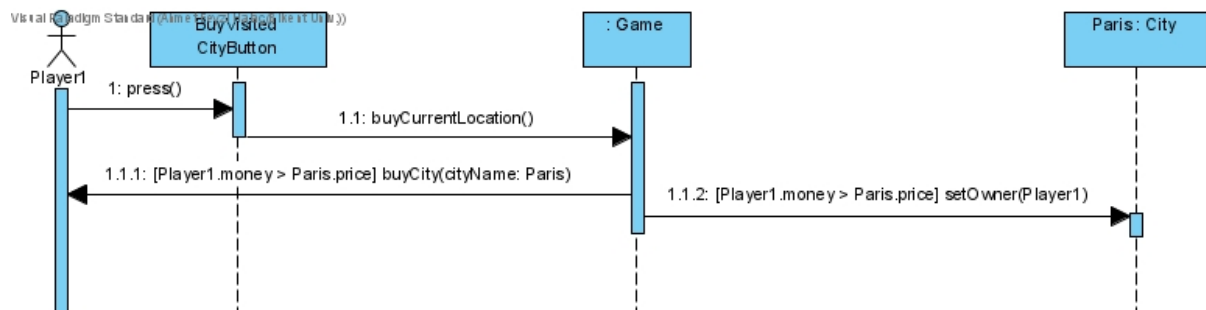 Visual Paradigm Standard
BuyVisited
CityButton
: Game
Paris : City
Player1
1: press()
1.1: buyCurrentLocation()
1.1.1: [Player1.money > Paris.price] buyCity(cityName: Paris)
1.1.2: [Player1.money > Paris.price] setOwner(Player1)